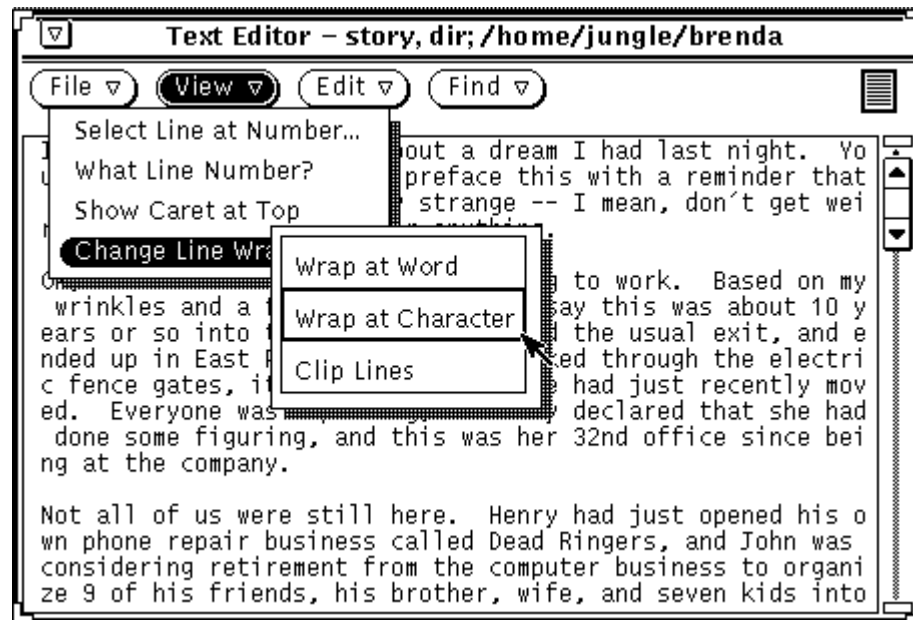 Text Editor – story, dir; /home/jungle/brenda
File View Edit Find
Select Line at Number...
What Line Number?
Show Caret at Top
Change Line
Wrap at Word
Wrap at Character
Clip Lines
out a dream I had last night. Yo
preface this with a reminder that
strange -- I mean, don´t get wei
to work. Based on my
wrinkles and a say this was about 10 y
ears or so into the usual exit, and e
nded up in East ed through the electri
c fence gates, had just recently mov
ed. Everyone was declared that she had
done some figuring, and this was her 32nd office since bei
ng at the company.
Not all of us were still here. Henry had just opened his o
wn phone repair business called Dead Ringers, and John was
considering retirement from the computer business to organi
ze 9 of his friends, his brother, wife, and seven kids into